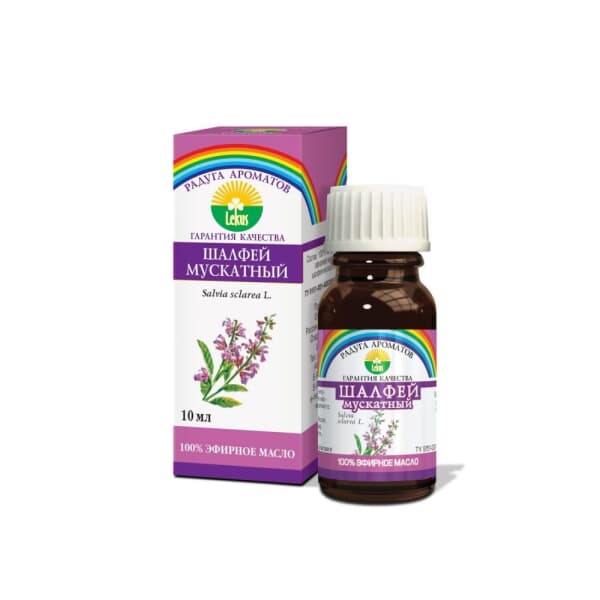 РАДУГА АРОМАТОВ
Lekus
ГАРАНТИЯ КАЧЕСТВА
ШАЛФЕЙ
МУСКАТНЫЙ
Salvia sclarea L.
10 мл
100% ЭФИРНОЕ МАСЛО
РАДУГА АРОМАТОВ
Lekus
ГАРАНТИЯ КАЧЕСТВА
ШАЛФЕЙ
мускатный
Salvia
sclarea L.
100% ЭФИРНОЕ МАСЛО